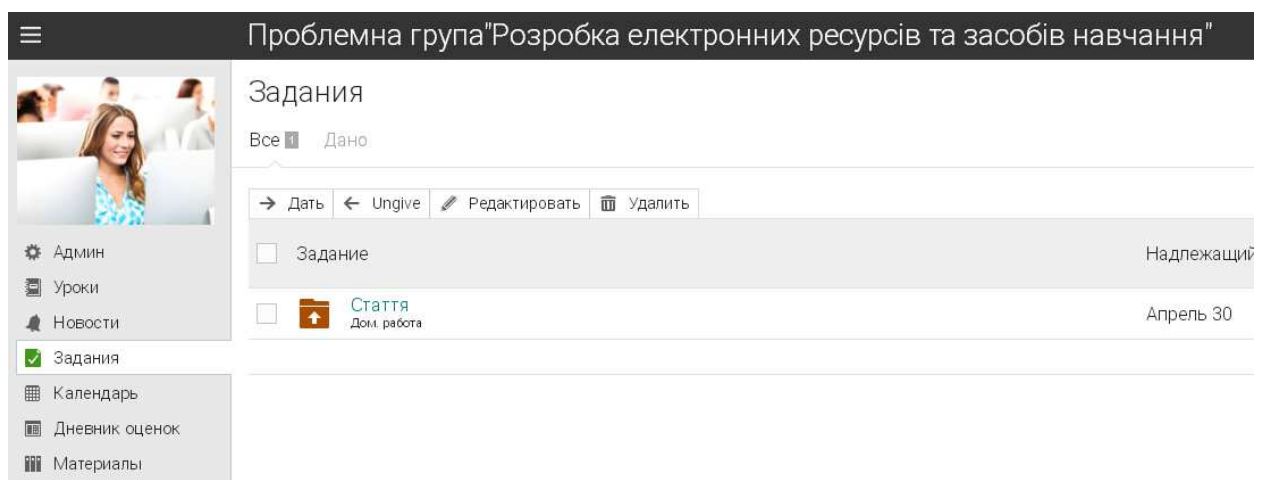 Проблемна група"Розробка електронних ресурсів та засобів навчання"
Задания
Все 1 Дано
Дать Ungive Редактировать Удалить
Задание Надлежащий
Стаття
Дом. работа
Апрель 30
Админ
Уроки
Новости
Задания
Календарь
Дневник оценок
Материалы